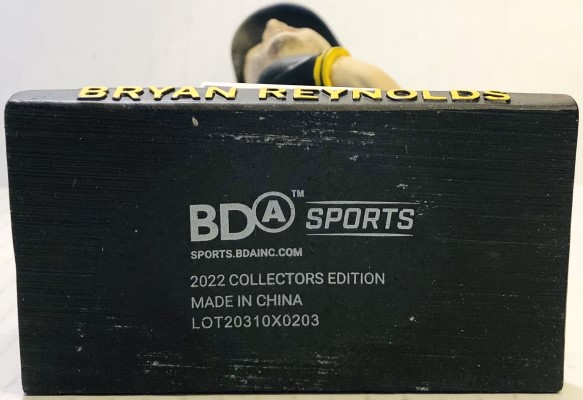 BRYAN REYNOLDS
BDA™ SPORTS
SPORTS.BDAINC.COM
2022 COLLECTORS EDITION
MADE IN CHINA
LOT20310X0203